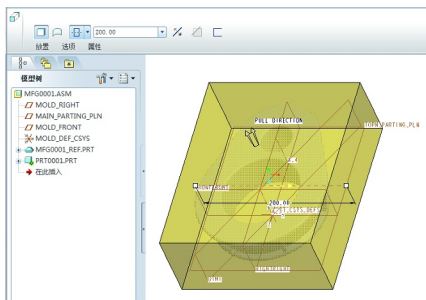 200.00
放置 选项 属性
模型树
MFG0001.ASM
MOLD_RIGHT
MAIN_PARTING_PLN
MOLD_FRONT
MOLD_DEF_CSYS
MFG0001_REF.PRT
PRT0001.PRT
在此插入
PULL DIRECTION
PARTING_PLN
200.00